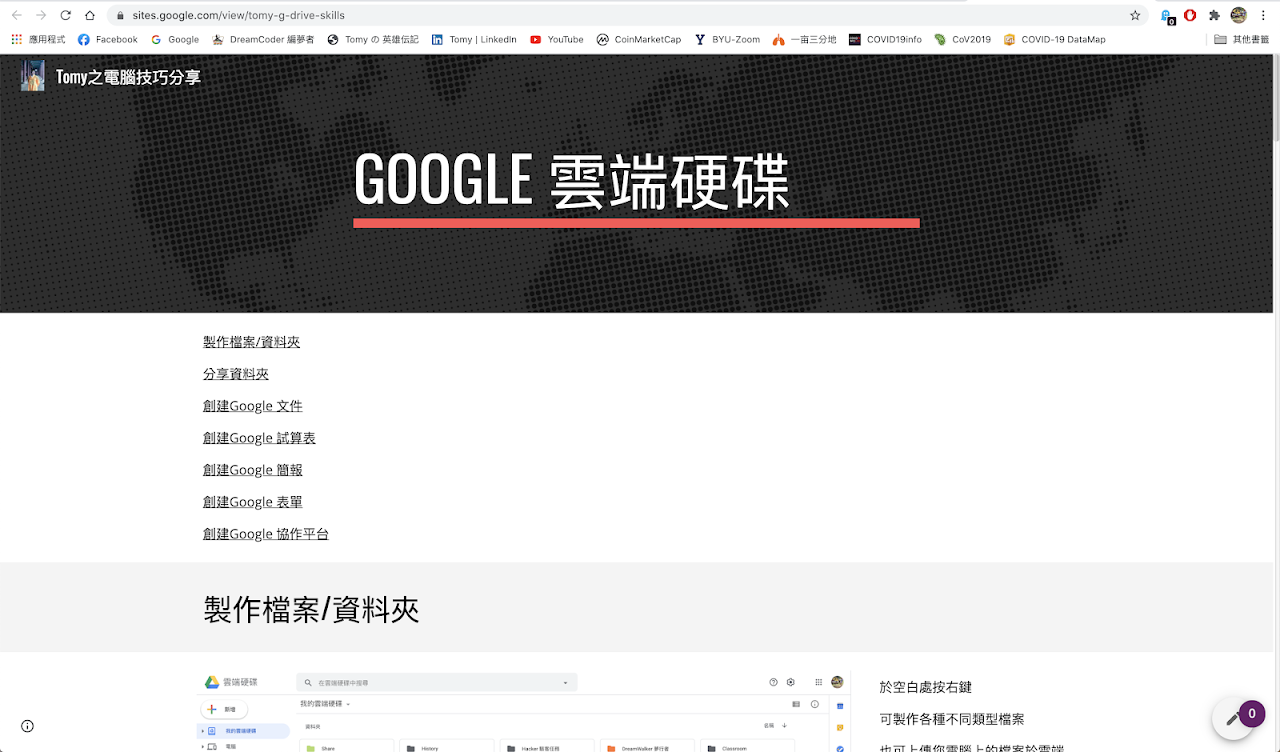 sites.google.com/view/tomy-g-drive-skills
0
應用程式 Facebook Google DreamCoder 編夢者 Tomy の 英雄伝記 Tomy | LinkedIn YouTube CoinMarketCap BYU-Zoom 一亩三分地 COVID19info CoV2019 COVID-19 DataMap 其他書籤
Tomy之電腦技巧分享
GOOGLE 雲端硬碟
製作檔案/資料夾
分享資料夾
創建Google 文件
創建Google 試算表
創建Google 簡報
創建Google 表單
創建Google 協作平台
製作檔案/資料夾
雲端硬碟 在雲端硬碟中搜尋
新增 我的雲端硬碟
資料夾 名稱
我的雲端硬碟
電腦
Share History Hacker 駭客任務 DreamWalker 夢行者 Classroom
於空白處按右鍵
可製作各種不同類型檔案
也可上傳您電腦上的檔案於雲端
0